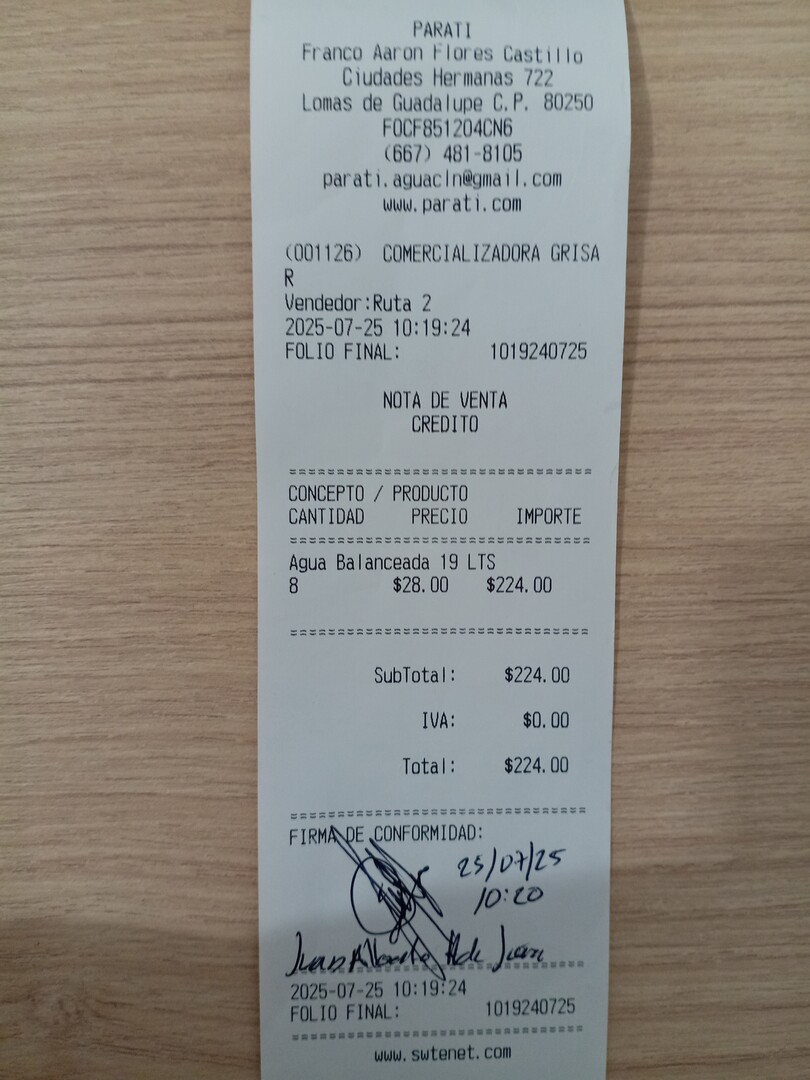 PARATI
Franco Aaron Flores Castillo
Ciudades Hermanas 722
Lomas de Guadalupe C.P. 80250
FOCF851204CN6
(667) 481-8105
parati.aguacln@gmail.com
www.parati.com
(001126) COMERCIALIZADORA GRISA
R
Vendedor:Ruta 2
2025-07-25 10:19:24
FOLIO FINAL: 1019240725
NOTA DE VENTA
CREDITO
================================
CONCEPTO / PRODUCTO
CANTIDAD PRECIO IMPORTE
================================
Agua Balanceada 19 LTS
8 $28.00 $224.00
================================
SubTotal: $224.00
IVA: $0.00
Total: $224.00
================================
FIRMA DE CONFORMIDAD:
25/07/25
10:20
Juan Alberto
================================
2025-07-25 10:19:24
FOLIO FINAL: 1019240725
================================
www.swtenet.com